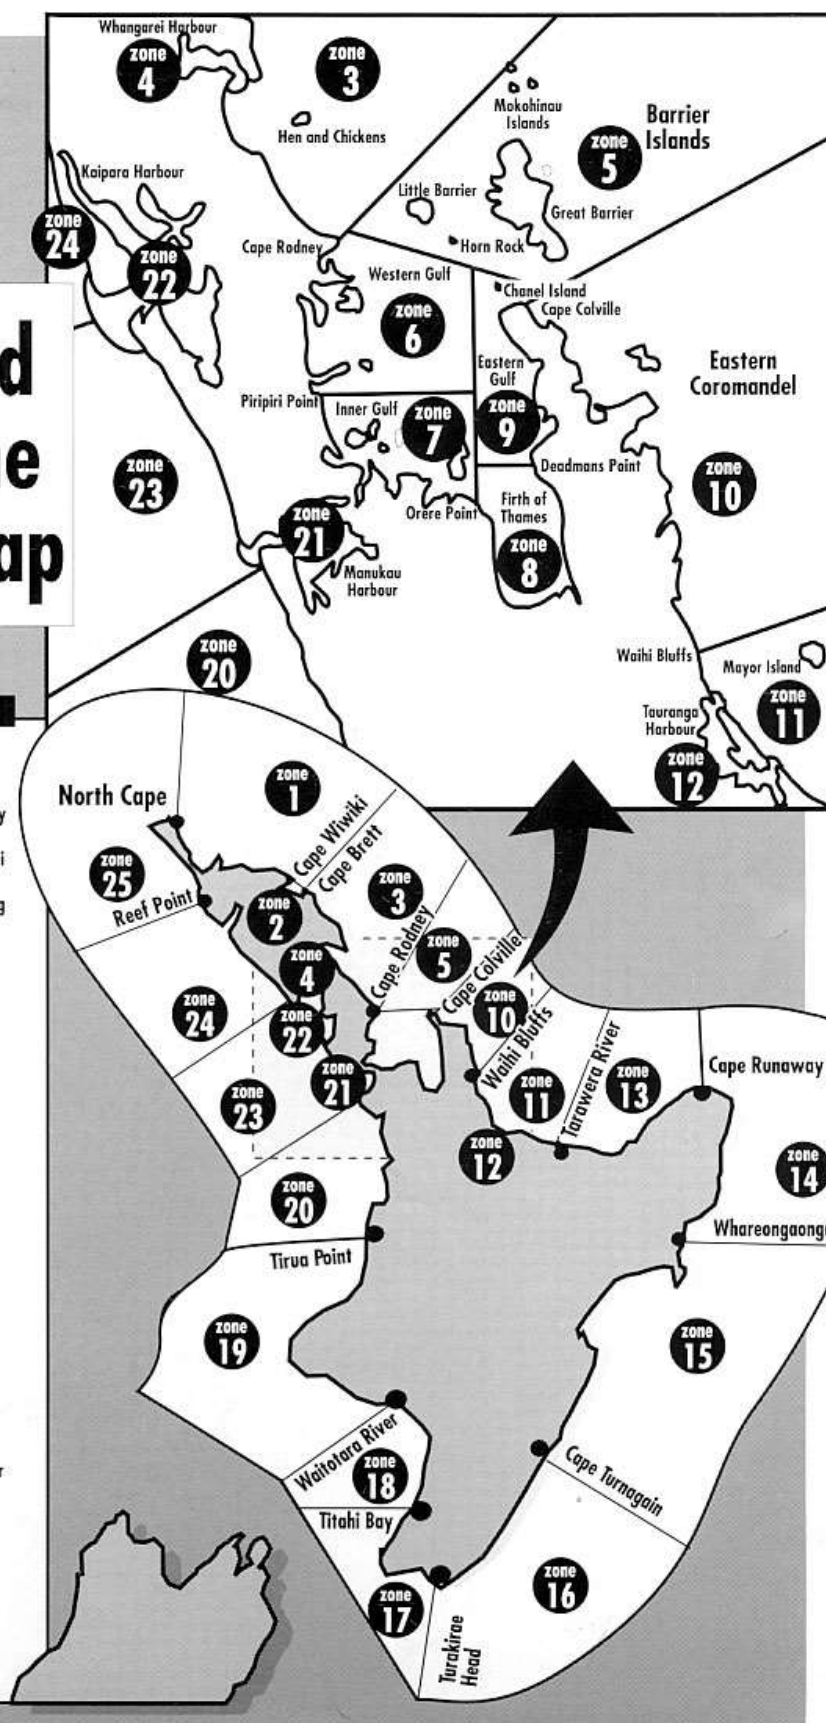 Whangarei Harbour
zone
4
zone
3
Hen and Chickens
Mokohinau
Islands
Barrier
Islands
zone
5
Kaipara Harbour
Little Barrier
Great Barrier
zone
24
zone
22
Cape Rodney
Horn Rock
Western Gulf
zone
6
Chanel Island
Cape Colville
d
Eastern
Gulf
Eastern
Coromandel
Piripiri Point
Inner Gulf
zone
7
zone
9
e
zone
23
Deadmans Point
zone
10
Orere Point
Firth of
Thames
zone
21
zone
8
ap
Manukau
Harbour
zone
20
Waihi Bluffs
Mayor Island
zone
11
Tauranga
Harbour
zone
12
North Cape
zone
1
y
Cape Wiwiki
Cape Brett
i
zone
25
zone
3
g
Reef Point
zone
2
Cape Rodney
zone
5
zone
4
Cape Colville
zone
24
zone
22
zone
10
Waihi Bluffs
zone
23
zone
21
zone
11
Tarawera River
zone
13
Cape Runaway
zone
12
zone
14
zone
20
Whareongaong
Tirua Point
zone
19
zone
15
Waitotara River
zone
18
Cape Turnagain
r
Titahi Bay
zone
17
zone
16
Turakirae
Head